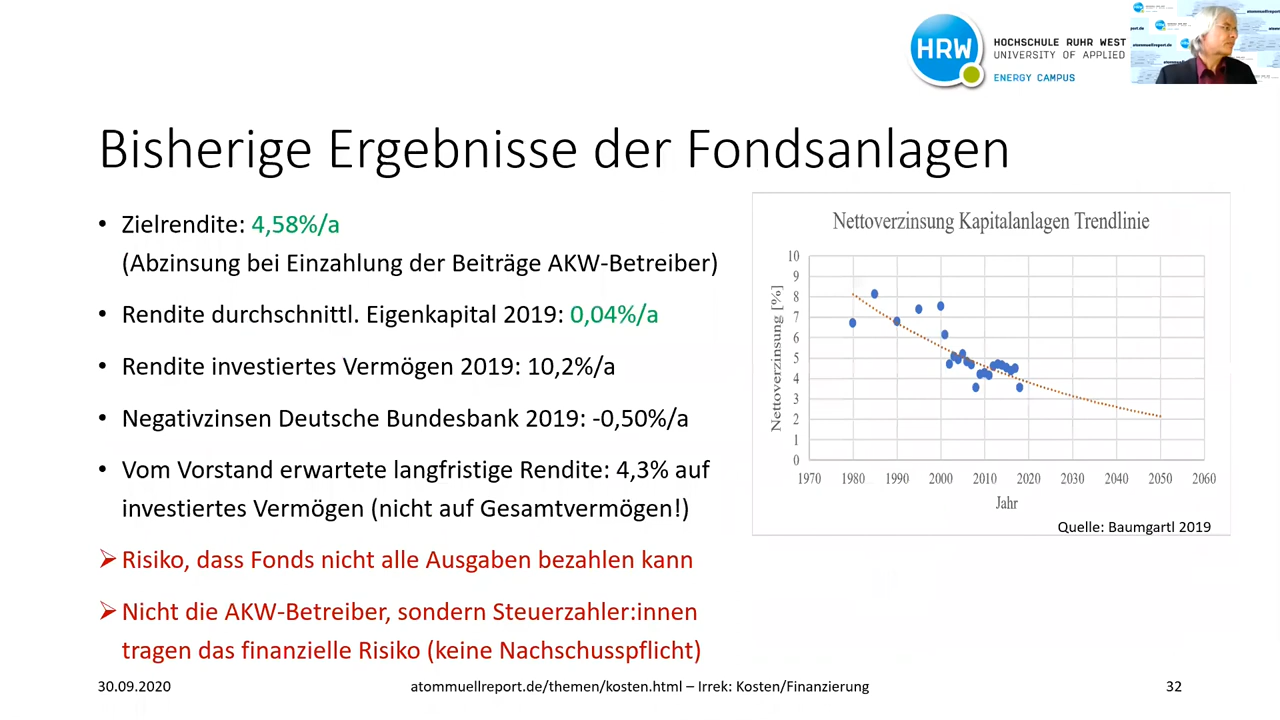 HRW
HOCHSCHULE RUHR WEST
UNIVERSITY OF APPLIED
ENERGY CAMPUS
Bisherige Ergebnisse der Fondsanlagen
• Zielrendite: 4,58%/a
(Abzinsung bei Einzahlung der Beiträge AKW-Betreiber)
• Rendite durchschnittl. Eigenkapital 2019: 0,04%/a
• Rendite investiertes Vermögen 2019: 10,2%/a
• Negativzinsen Deutsche Bundesbank 2019: -0,50%/a
• Vom Vorstand erwartete langfristige Rendite: 4,3% auf
investiertes Vermögen (nicht auf Gesamtvermögen!)
➢ Risiko, dass Fonds nicht alle Ausgaben bezahlen kann
➢ Nicht die AKW-Betreiber, sondern Steuerzahler:innen
tragen das finanzielle Risiko (keine Nachschusspflicht)
Nettoverzinsung Kapitalanlagen Trendlinie
Nettoverzinsung [%]
10
9
8
7
6
5
4
3
2
1
0
1970 1980 1990 2000 2010 2020 2030 2040 2050 2060
Jahr
Quelle: Baumgartl 2019
30.09.2020
atommuellreport.de/themen/kosten.html – Irrek: Kosten/Finanzierung
32